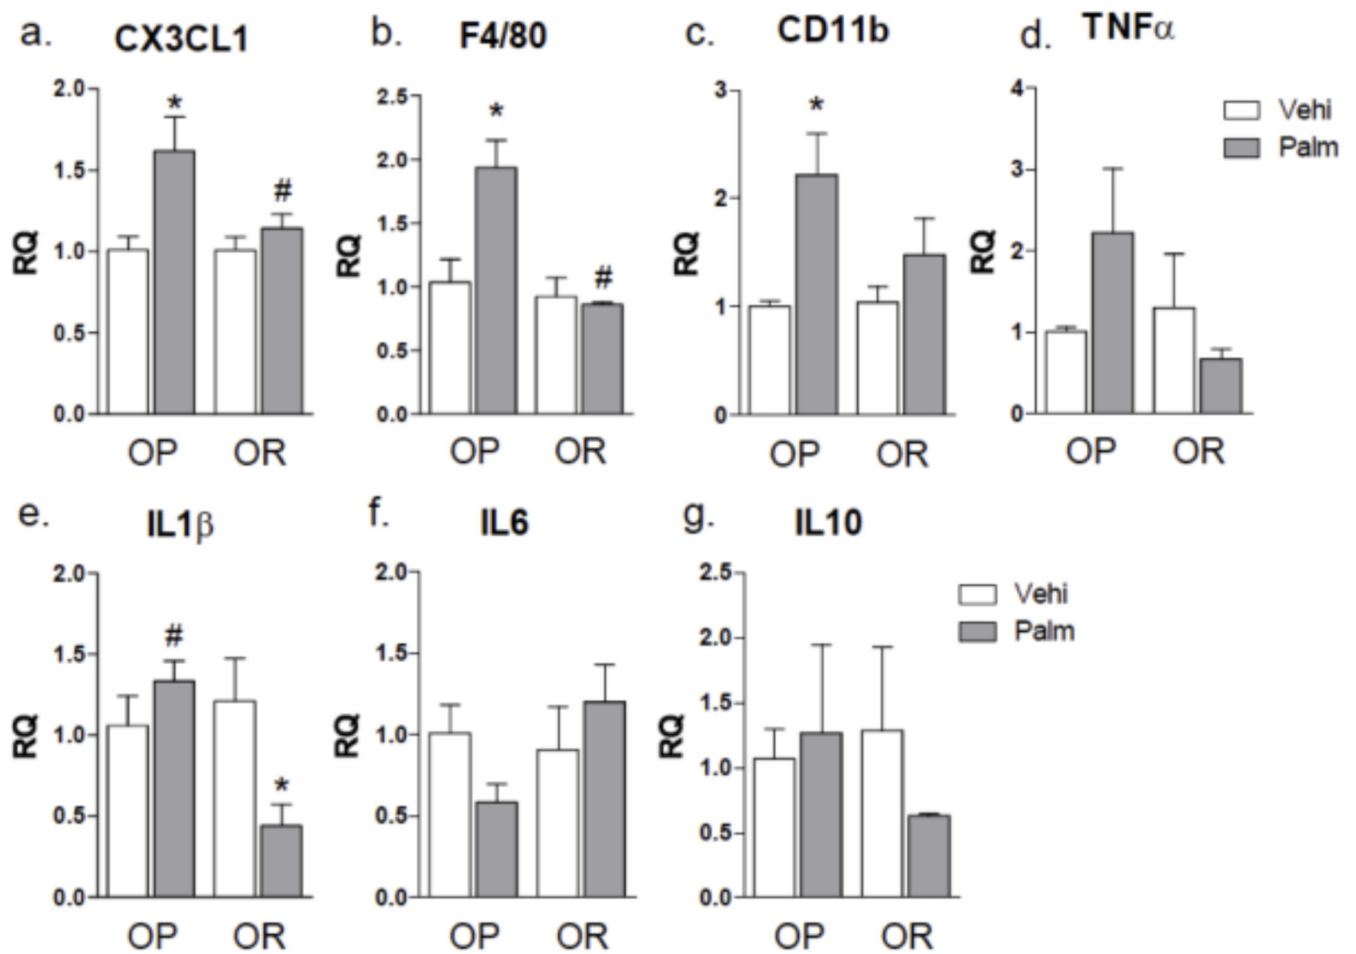 a. CX3CL1
2.0
*
1.5
#
RQ
1.0
0.5
0.0
OP OR
b. F4/80
2.5
*
2.0
1.5
RQ
#
1.0
0.5
0.0
OP OR
c. CD11b
3
*
2
RQ
1
0
OP OR
d. TNFα
4
3
RQ
2
1
0
OP OR
Vehi
Palm
e. IL1β
2.0
#
1.5
RQ
1.0
*
0.5
0.0
OP OR
f. IL6
2.0
1.5
RQ
1.0
0.5
0.0
OP OR
g. IL10
2.5
2.0
1.5
RQ
1.0
0.5
0.0
OP OR
Vehi
Palm